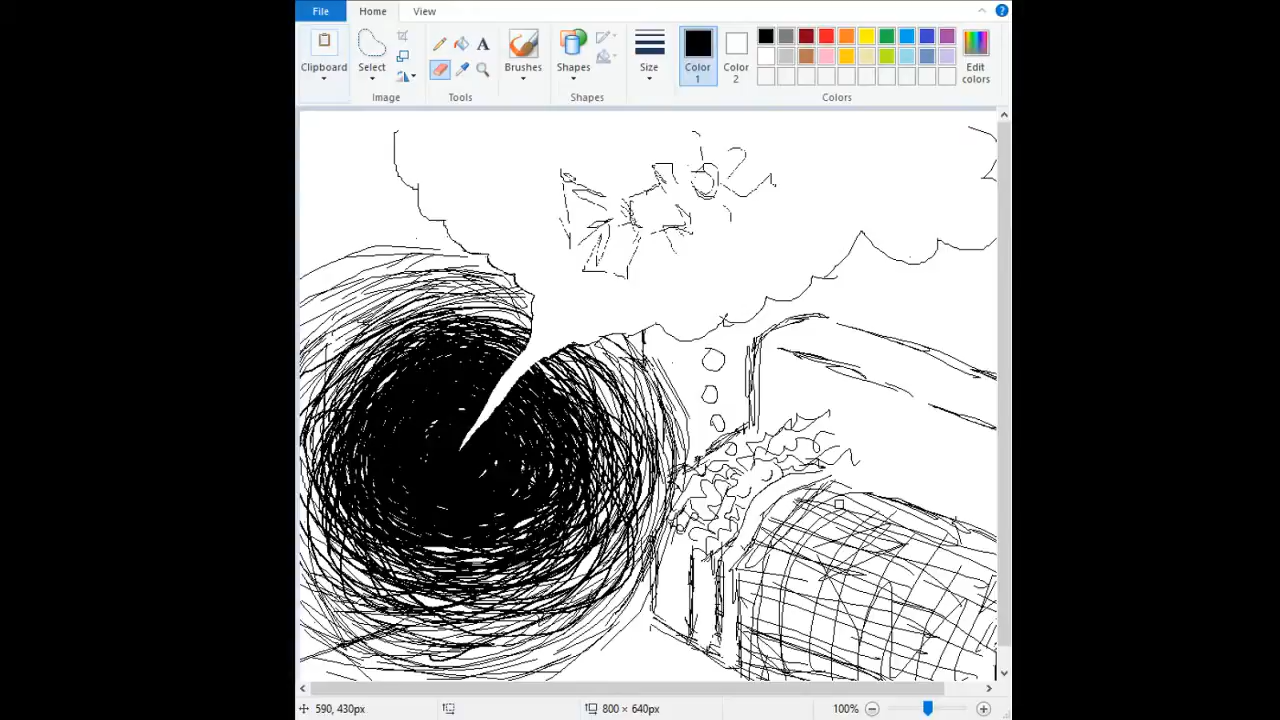 File Home View
Clipboard Select Brushes Shapes Size Color 1 Color 2 Edit colors
Image Tools Shapes Colors
590, 430px 800 × 640px 100%